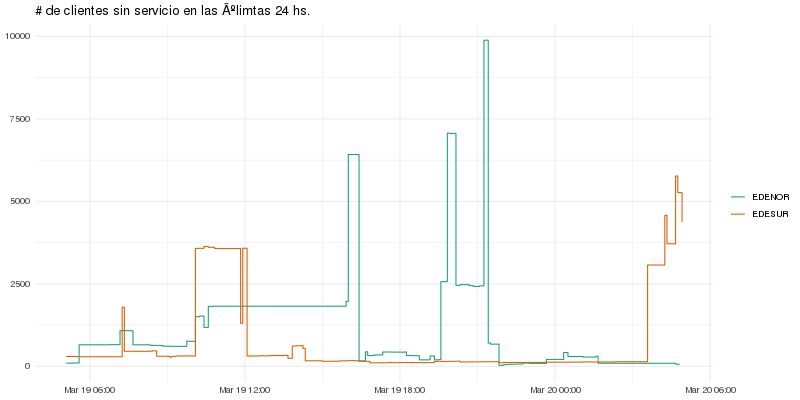 # de clientes sin servicio en las Ãºlimtas 24 hs.
10000
7500
5000
2500
0
Mar 19 06:00
Mar 19 12:00
Mar 19 18:00
Mar 20 00:00
Mar 20 06:00
EDENOR
EDESUR